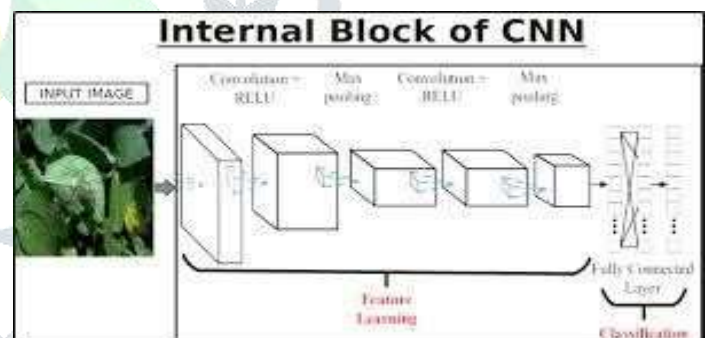 Internal Block of CNN
INPUT IMAGE
Convolution + RELU
Max pooling
Convolution + RELU
Max pooling
Fully Connected Layer
Feature Learning
Classification